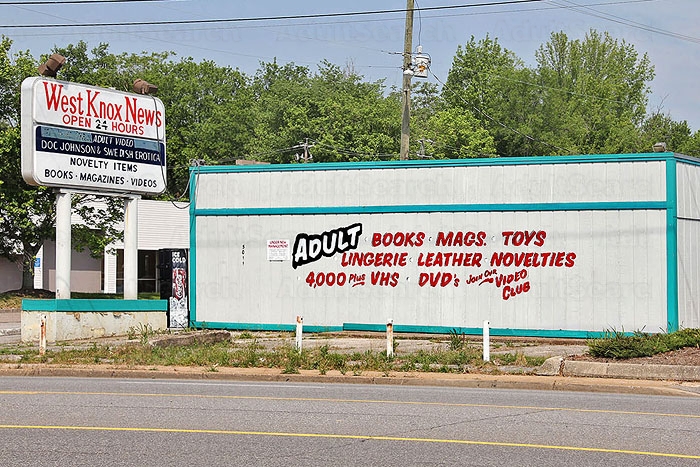 West Knox News
OPEN 24 HOURS
ADULT VIDEO
DOC JOHNSON & SWEDISH EROTICA
NOVELTY ITEMS
BOOKS · MAGAZINES · VIDEOS
ICE COLD
5011
UNDER NEW MANAGEMENT
ADULT BOOKS · MAGS. · TOYS
LINGERIE · LEATHER · NOVELTIES
4,000 Plus VHS · DVD's JOIN OUR VIDEO CLUB